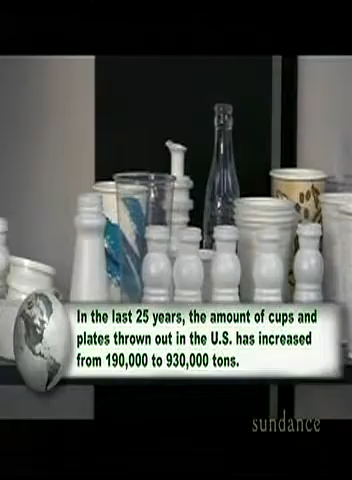 In the last 25 years, the amount of cups and
plates thrown out in the U.S. has increased
from 190,000 to 930,000 tons.
sundance